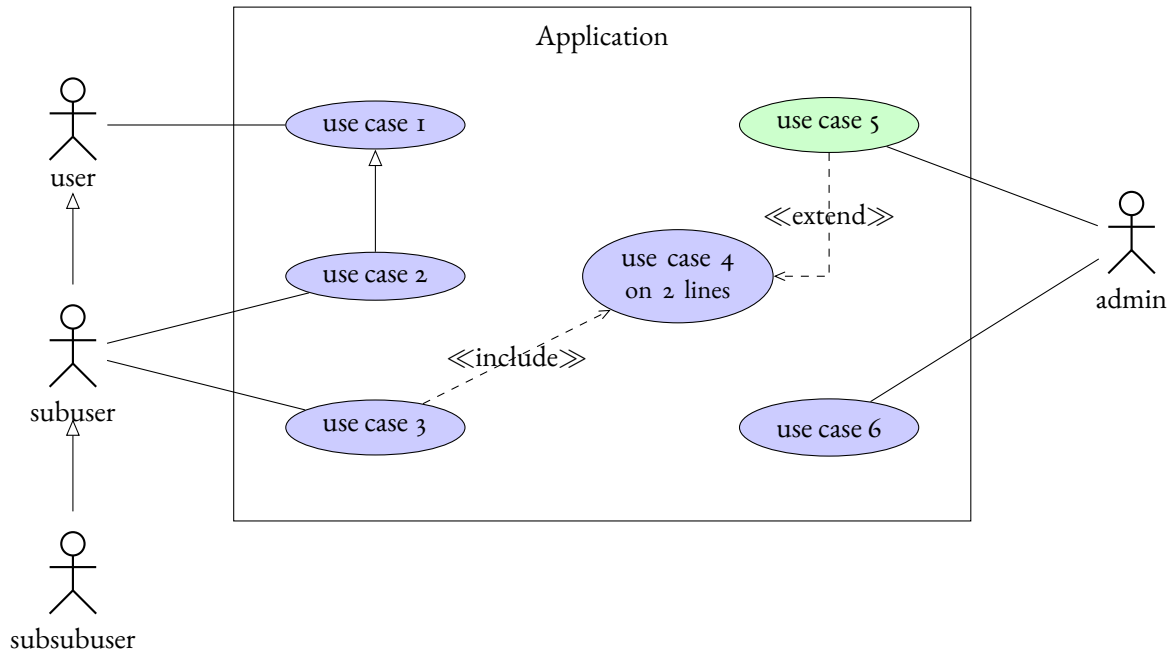 Application
use case 1
use case 5
user
≪extend≫
use case 2
use case 4
on 2 lines
admin
≪include≫
subuser
use case 3
use case 6
subsubuser